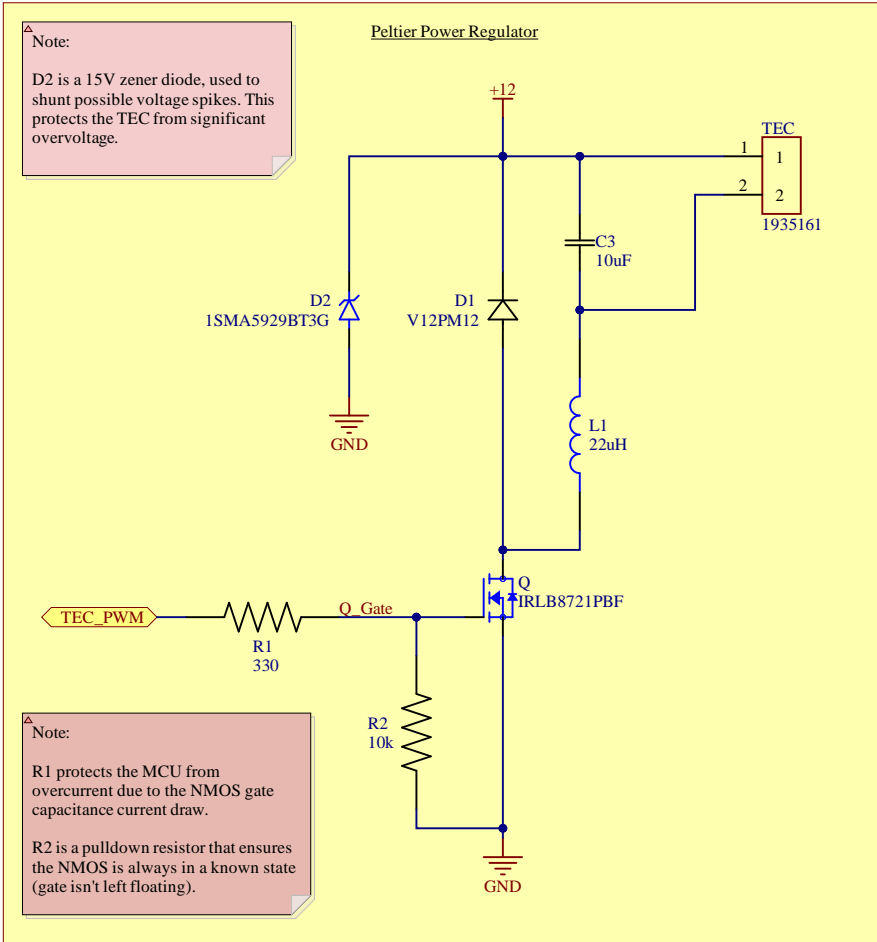 Peltier Power Regulator
Note:
D2 is a 15V zener diode, used to
shunt possible voltage spikes. This
protects the TEC from significant
overvoltage.
+12
TEC
1
1
2
2
1935161
C3
10uF
D2
1SMA5929BT3G
D1
V12PM12
GND
L1
22uH
Q
IRLB8721PBF
TEC_PWM
Q_Gate
R1
330
R2
10k
GND
Note:
R1 protects the MCU from
overcurrent due to the NMOS gate
capacitance current draw.
R2 is a pulldown resistor that ensures
the NMOS is always in a known state
(gate isn't left floating).